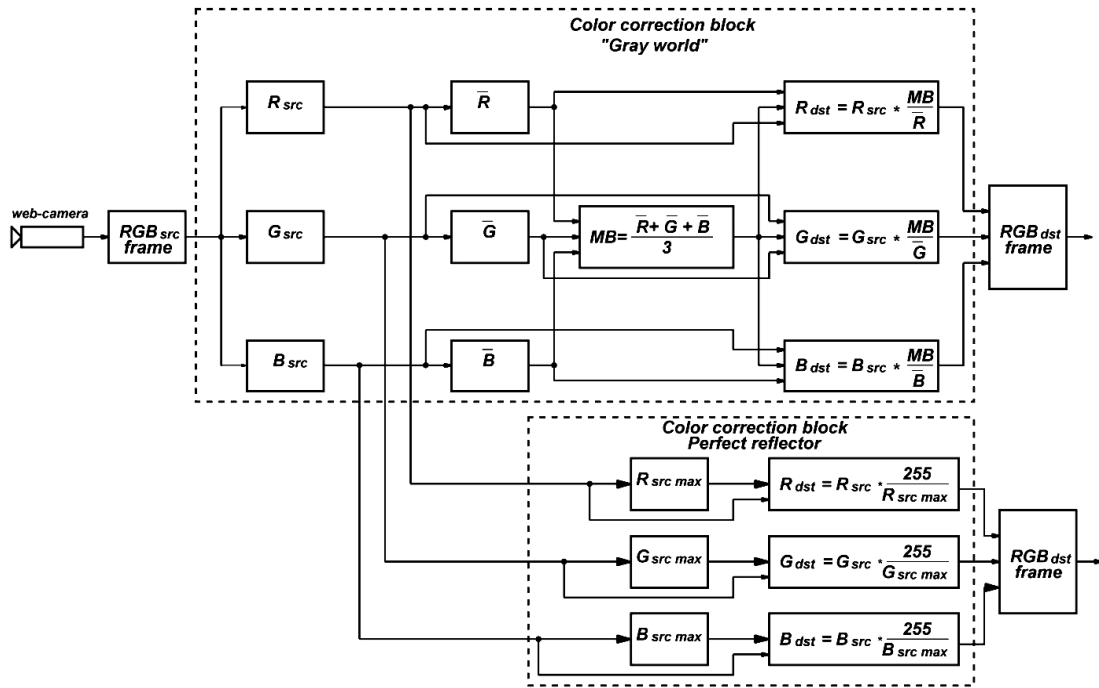 Color correction block
"Gray world"
R src
R̅
R dst = R src * MB / R̅
web-camera
RGB src
frame
G src
G̅
MB = R̅ + G̅ + B̅ / 3
G dst = G src * MB / G̅
RGB dst
frame
B src
B̅
B dst = B src * MB / B̅
Color correction block
Perfect reflector
R src max
R dst = R src * 255 / R src max
G src max
G dst = G src * 255 / G src max
RGB dst
frame
B src max
B dst = B src * 255 / B src max